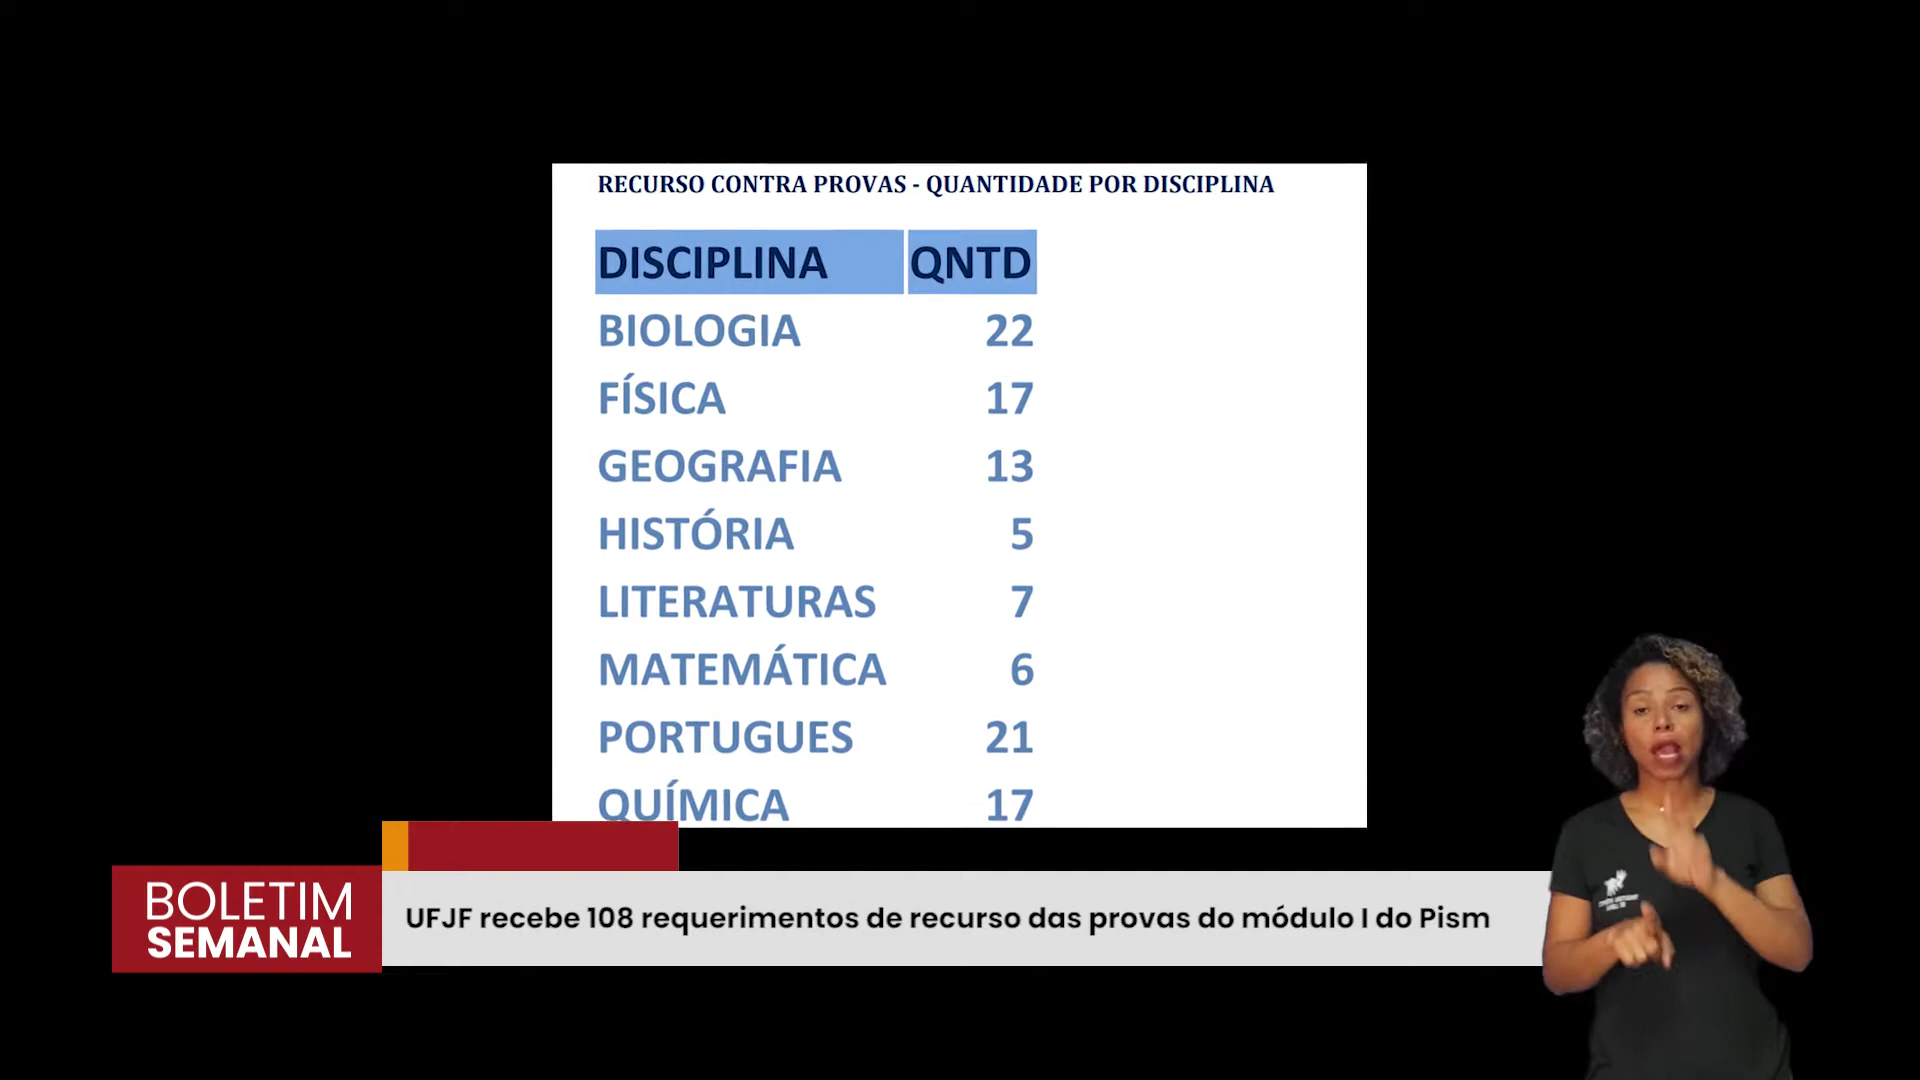 RECURSO CONTRA PROVAS - QUANTIDADE POR DISCIPLINA
DISCIPLINA QNTD
BIOLOGIA 22
FÍSICA 17
GEOGRAFIA 13
HISTÓRIA 5
LITERATURAS 7
MATEMÁTICA 6
PORTUGUES 21
QUÍMICA 17
BOLETIM
SEMANAL
UFJF recebe 108 requerimentos de recurso das provas do módulo I do Pism